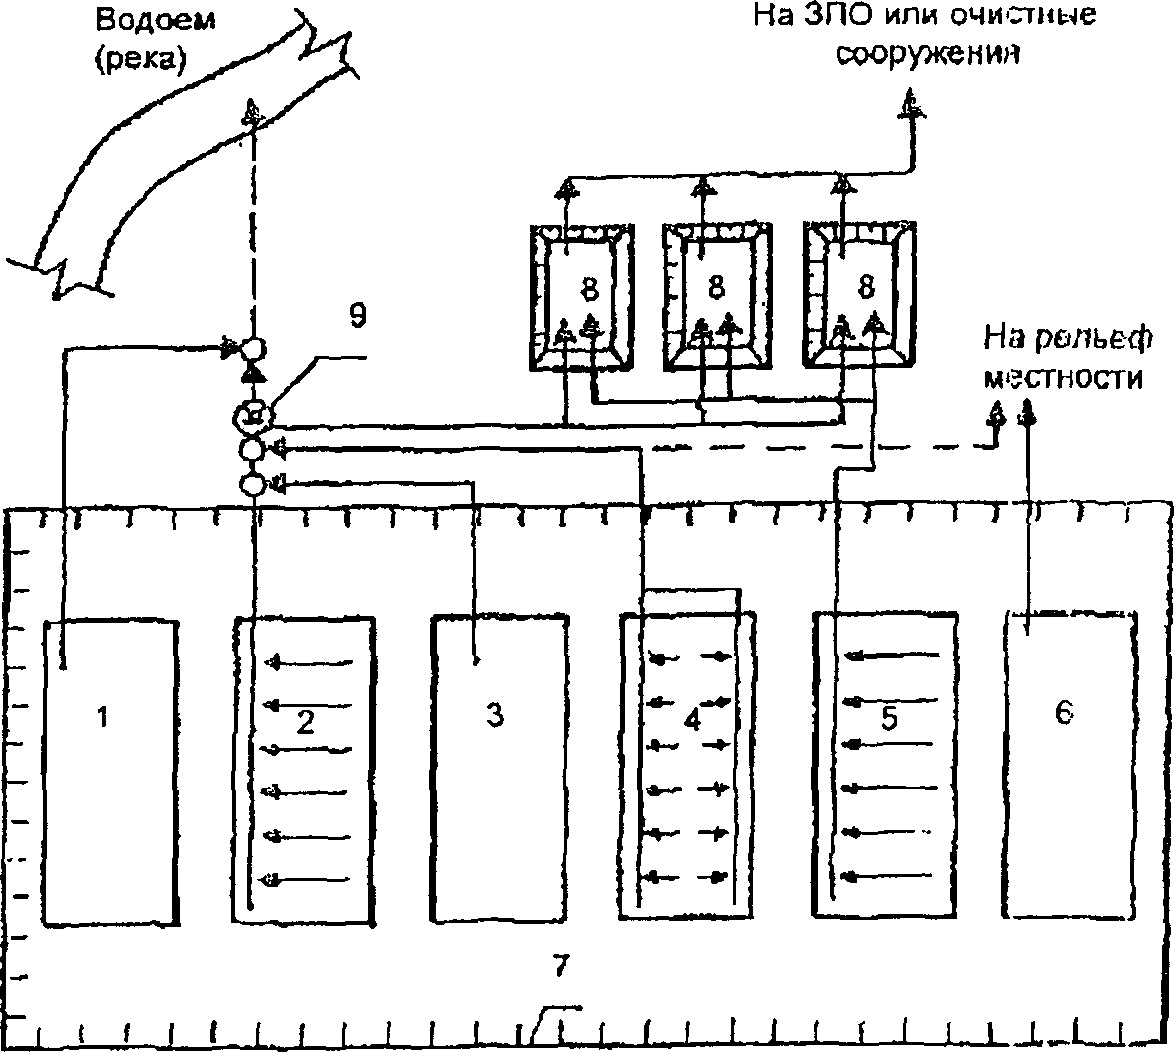 Водоем
(река)
На ЗПО или очистные
сооружения
8
8
8
9
На рельеф
местности
1
2
3
4
5
6
7